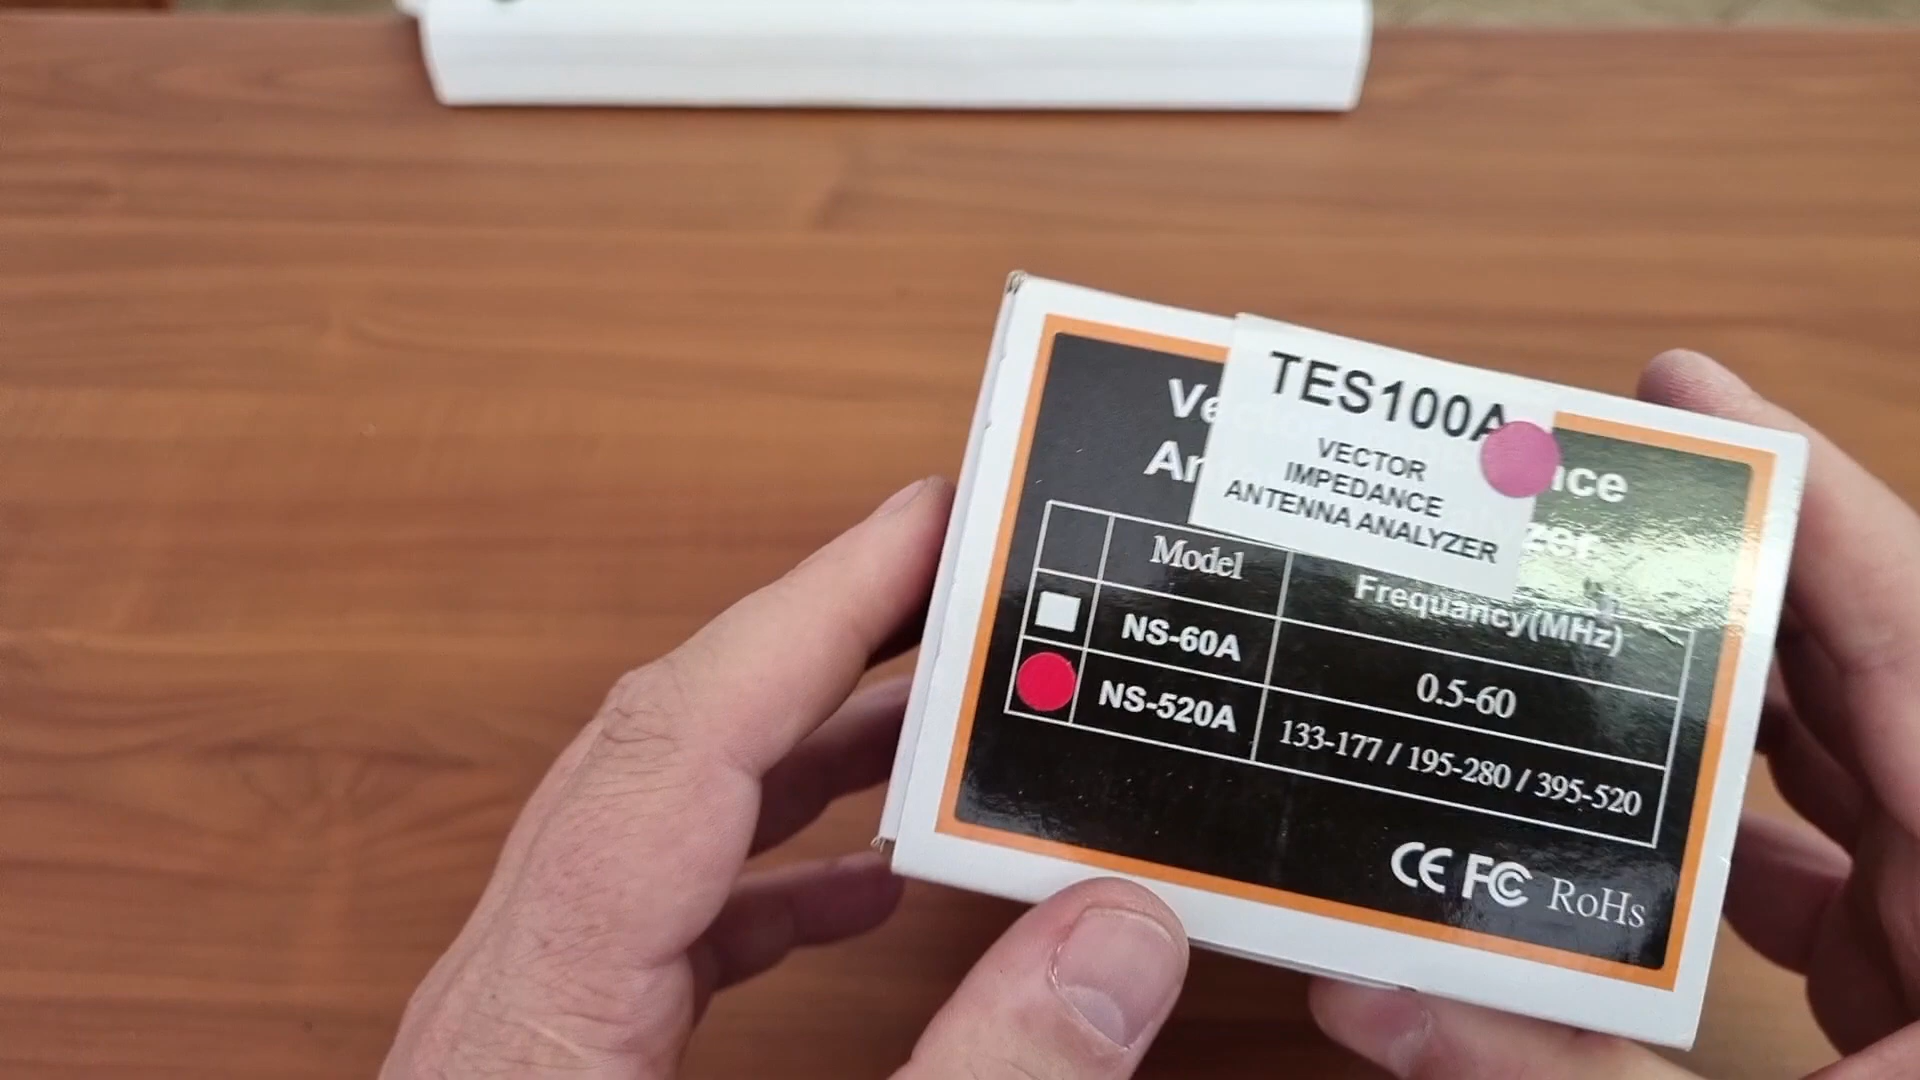 TES100A
VECTOR
IMPEDANCE
ANTENNA ANALYZER
Model
Frequancy(MHz)
NS-60A
0.5-60
NS-520A
133-177 / 195-280 / 395-520
CE FC RoHs